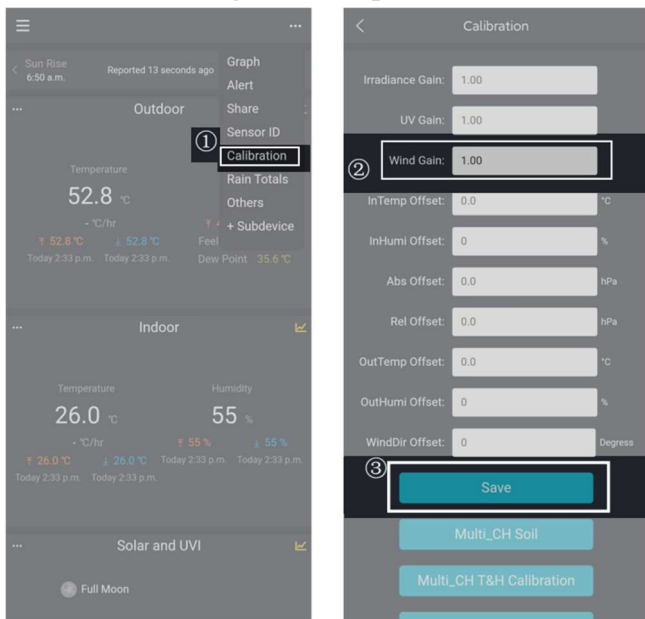 Sun Rise
6:50 a.m.
Reported 13 seconds ago
Graph
Alert
Share
Sensor ID
Calibration
Rain Totals
Others
+ Subdevice
①
Outdoor
Temperature
52.8 ℃
- ℃/hr
52.8 ℃ 52.8 ℃
Feel
Today 2:33 p.m. Today 2:33 p.m.
Dew Point 35.6 ℃
Indoor
Temperature Humidity
26.0 ℃ 55 %
- ℃/hr 55 % 55 %
26.0 ℃ 26.0 ℃ Today 2:33 p.m. Today 2:33 p.m.
Today 2:33 p.m. Today 2:33 p.m.
Solar and UVI
Full Moon
Calibration
Irradiance Gain: 1.00
UV Gain: 1.00
② Wind Gain: 1.00
InTemp Offset: 0.0 °C
InHumi Offset: 0 %
Abs Offset: 0.0 hPa
Rel Offset: 0.0 hPa
OutTemp Offset: 0.0 °C
OutHumi Offset: 0 %
WindDir Offset: 0 Degress
③
Save
Multi_CH Soil
Multi_CH T&H Calibration